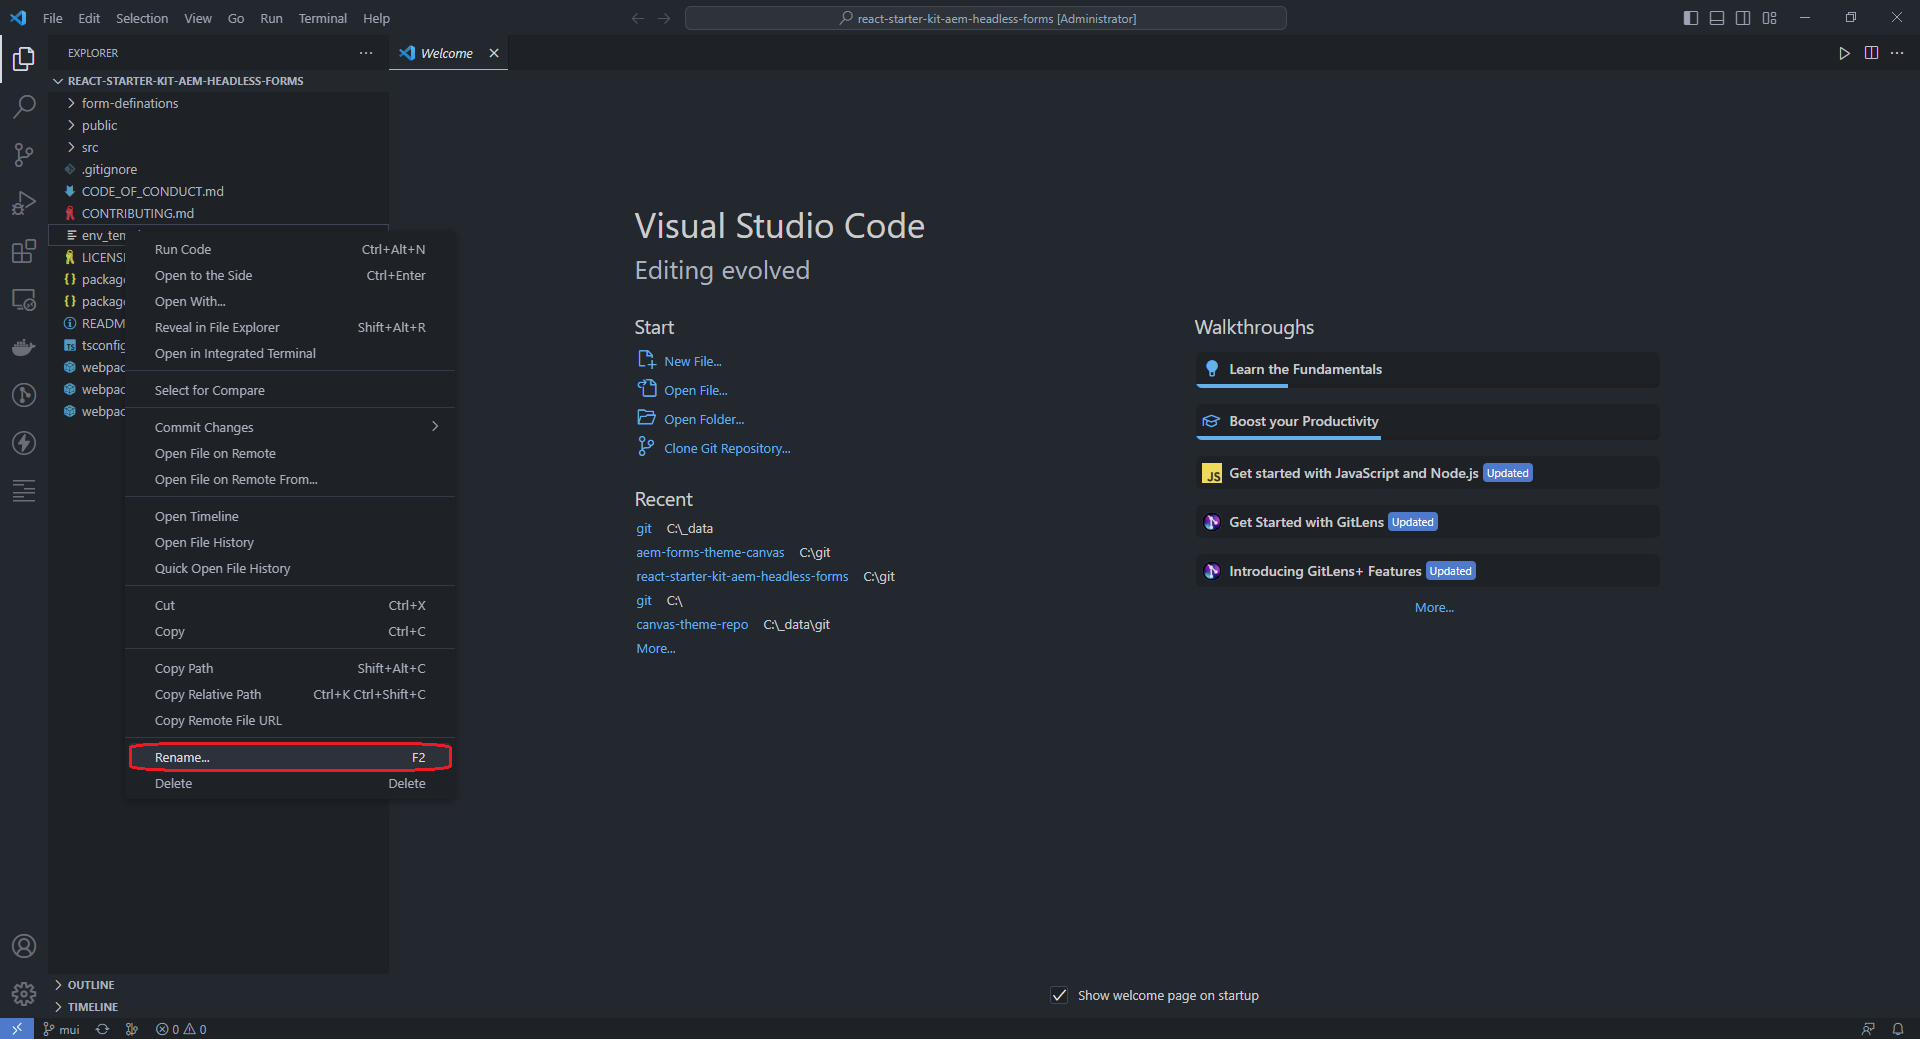 File Edit Selection View Go Run Terminal Help
react-starter-kit-aem-headless-forms [Administrator]
EXPLORER
Welcome
REACT-STARTER-KIT-AEM-HEADLESS-FORMS
form-definations
public
src
.gitignore
CODE_OF_CONDUCT.md
CONTRIBUTING.md
env_tem
LICENS
packag
packag
READM
tsconfig
webpac
webpac
webpac
Run Code Ctrl+Alt+N
Open to the Side Ctrl+Enter
Open With...
Reveal in File Explorer Shift+Alt+R
Open in Integrated Terminal
Select for Compare
Commit Changes
Open File on Remote
Open File on Remote From...
Open Timeline
Open File History
Quick Open File History
Cut Ctrl+X
Copy Ctrl+C
Copy Path Shift+Alt+C
Copy Relative Path Ctrl+K Ctrl+Shift+C
Copy Remote File URL
Rename... F2
Delete Delete
Visual Studio Code
Editing evolved
Start
New File...
Open File...
Open Folder...
Clone Git Repository...
Recent
git C:\_data
aem-forms-theme-canvas C:\git
react-starter-kit-aem-headless-forms C:\git
git C:\
canvas-theme-repo C:\_data\git
More...
Walkthroughs
Learn the Fundamentals
Boost your Productivity
JS Get started with JavaScript and Node.js Updated
Get Started with GitLens Updated
Introducing GitLens+ Features Updated
More...
Show welcome page on startup
OUTLINE
TIMELINE
mui 0 0